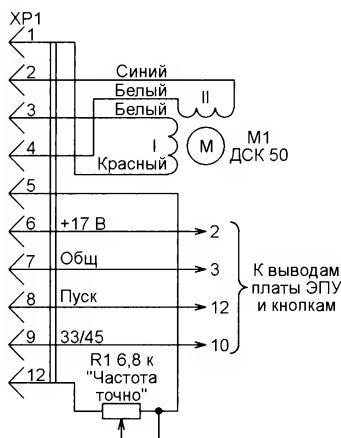 XP1
1
2 Синий
Белый
II
3 Белый
4 I M M1
ДСК 50
Красный
5
6 +17 В 2
7 Общ 3
К выводам
платы ЭПУ
и кнопкам
8 Пуск 12
9 33/45 10
R1 6,8 к
12 "Частота
точно"